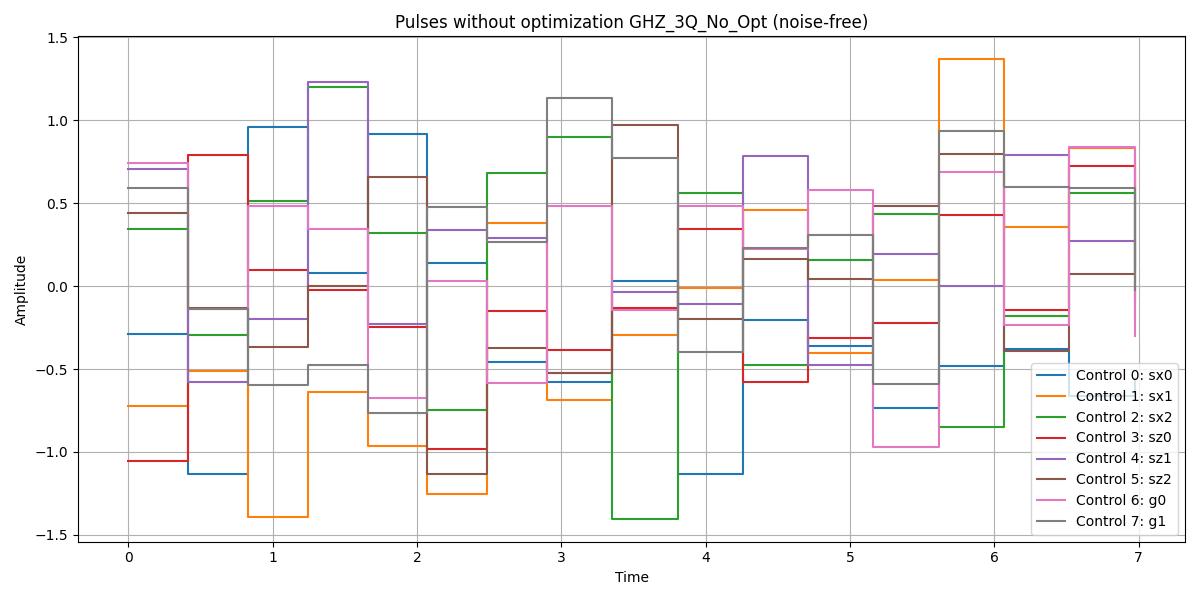 Pulses without optimization GHZ_3Q_No_Opt (noise-free)
1.5
1.0
0.5
0.0
−0.5
−1.0
−1.5
Amplitude
0 1 2 3 4 5 6 7
Time
Control 0: sx0
Control 1: sx1
Control 2: sx2
Control 3: sz0
Control 4: sz1
Control 5: sz2
Control 6: g0
Control 7: g1